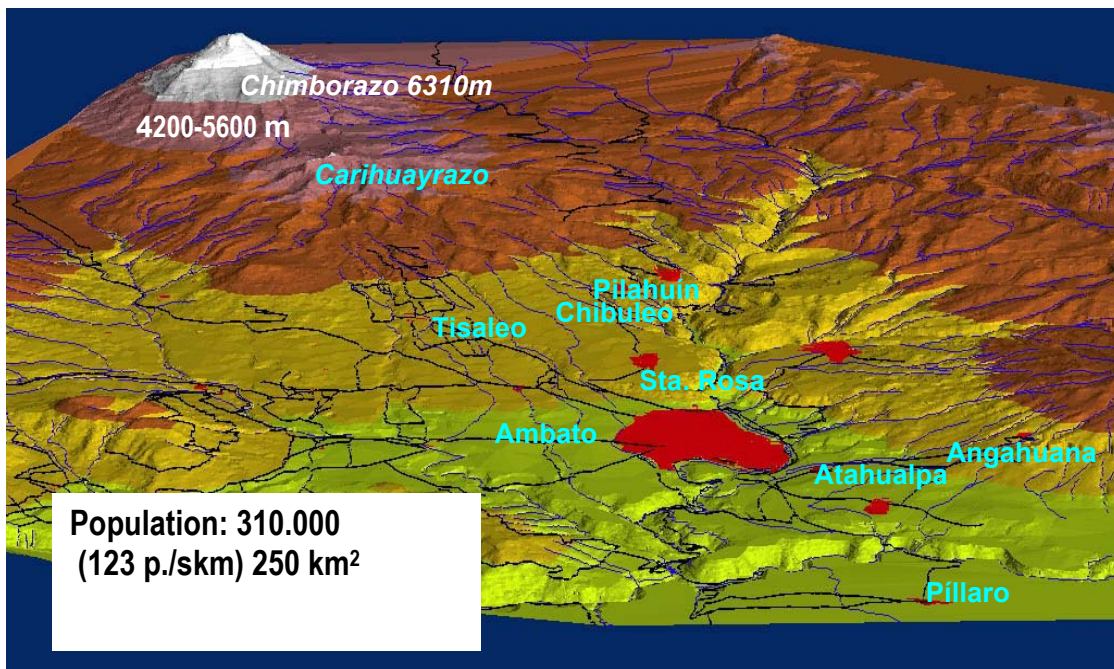 Chimborazo 6310m
4200-5600 m
Carihuayrazo
Pilahuín
Chibuleo
Tisaleo
Sta. Rosa
Ambato
Angahuana
Atahualpa
Píllaro
Population: 310.000
(123 p./skm) 250 km²